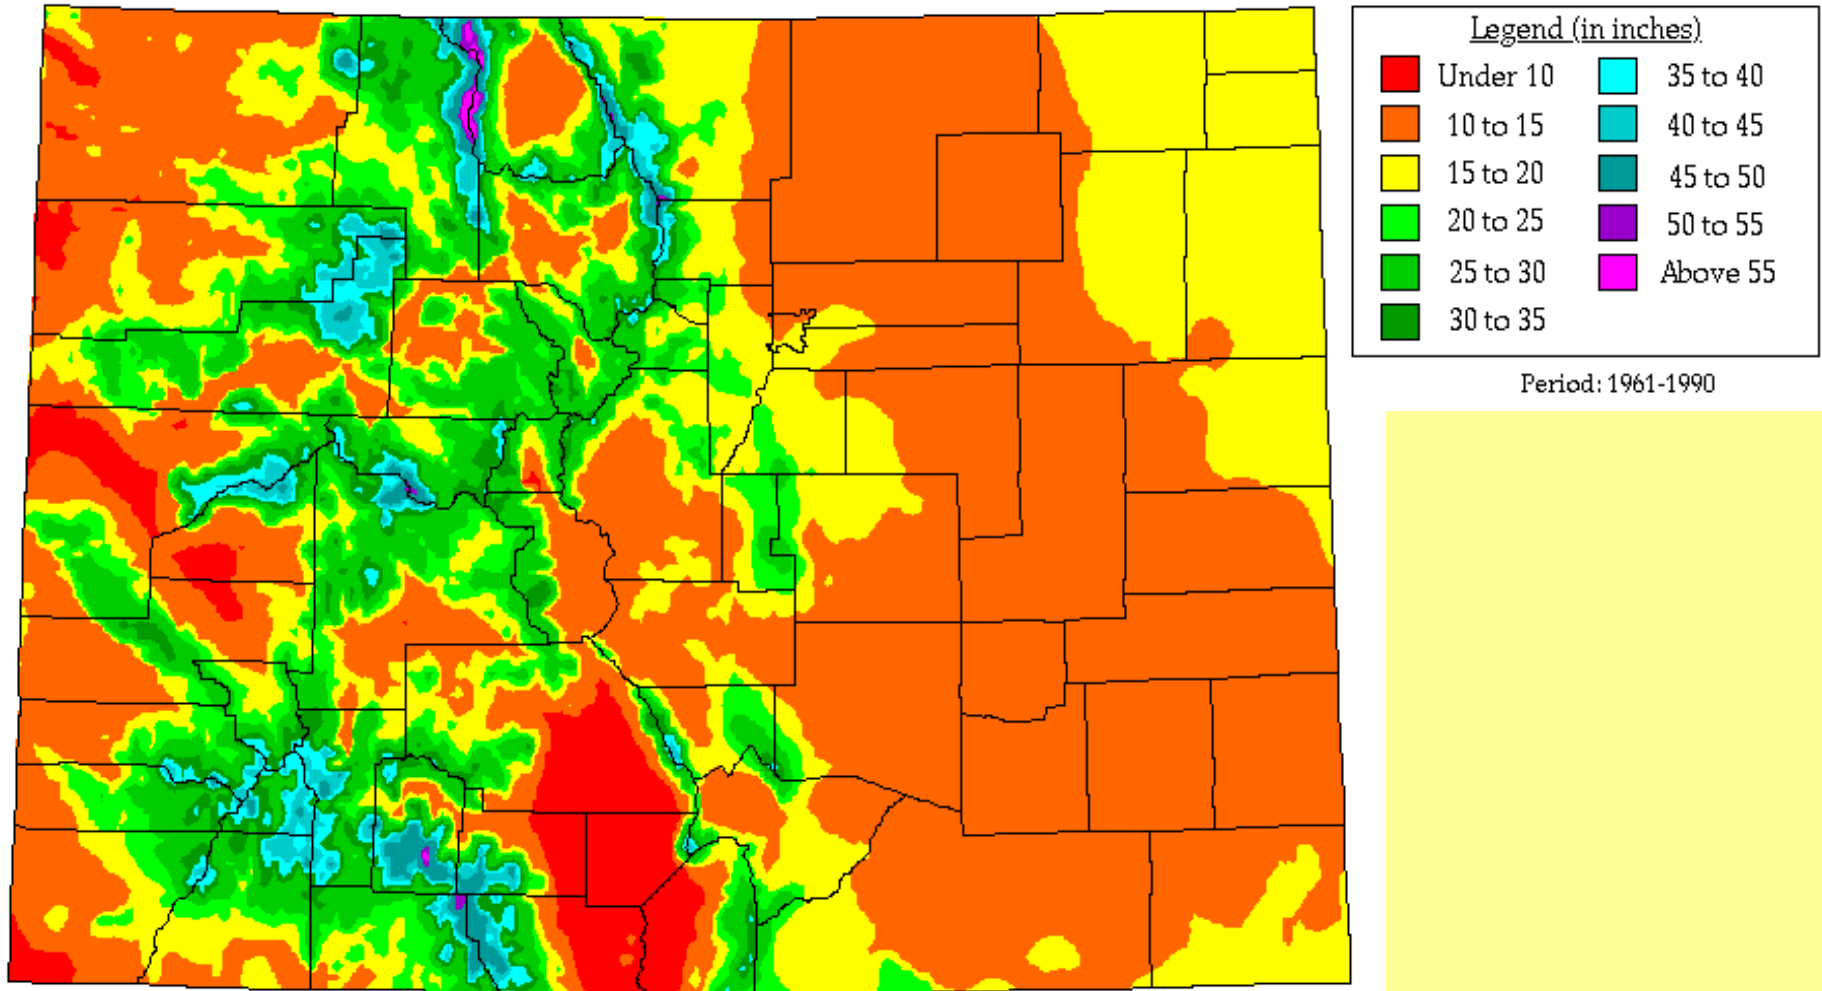 Legend (in inches)
Under 10
10 to 15
15 to 20
20 to 25
25 to 30
30 to 35
35 to 40
40 to 45
45 to 50
50 to 55
Above 55
Period: 1961-1990